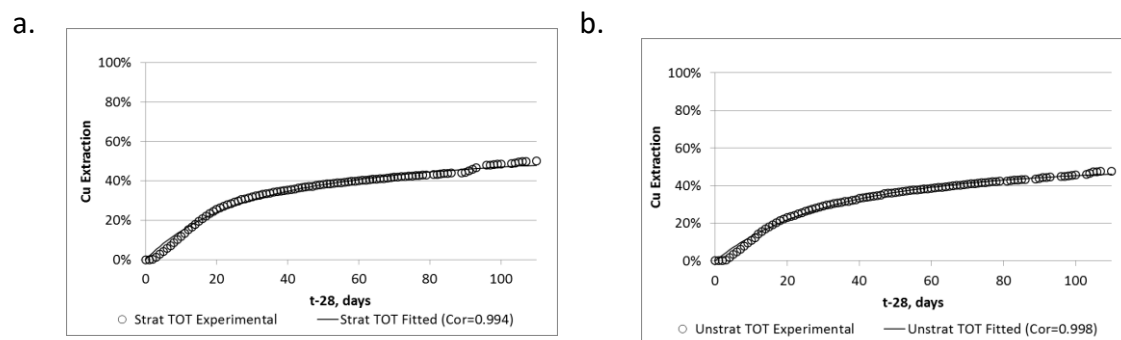 a.
100%
80%
60%
40%
20%
0%
Cu Extraction
0 20 40 60 80 100
t-28, days
Strat TOT Experimental Strat TOT Fitted (Cor=0.994)
b.
100%
80%
60%
40%
20%
0%
Cu Extraction
0 20 40 60 80 100
t-28, days
Unstrat TOT Experimental Unstrat TOT Fitted (Cor=0.998)